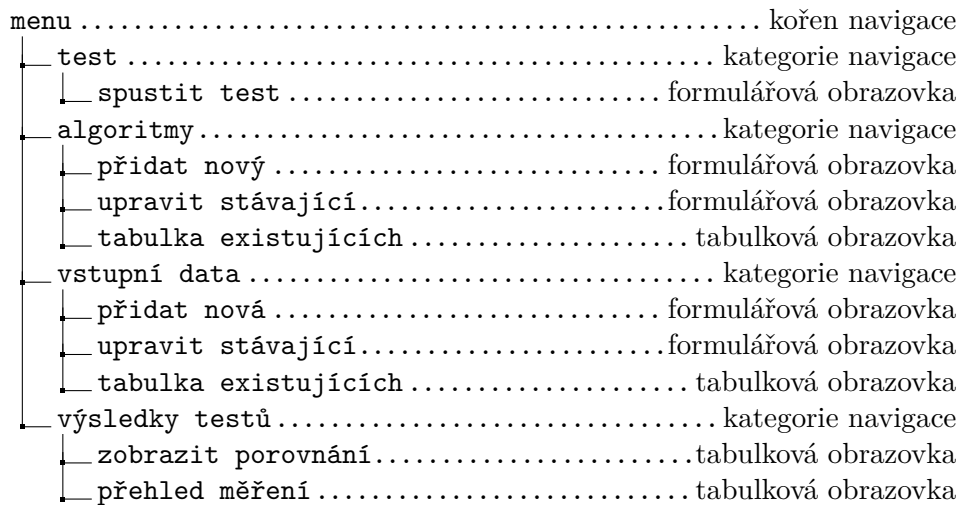 menu ........................................................ kořen navigace
test ................................................ kategorie navigace
spustit test ............................ formulářová obrazovka
algoritmy....................................... kategorie navigace
přidat nový ............................. formulářová obrazovka
upravit stávající....................... formulářová obrazovka
tabulka existujících ..................... tabulková obrazovka
vstupní data ................................... kategorie navigace
přidat nová ............................. formulářová obrazovka
upravit stávající....................... formulářová obrazovka
tabulka existujících ..................... tabulková obrazovka
výsledky testů ................................. kategorie navigace
zobrazit porovnání........................ tabulková obrazovka
přehled měření ............................ tabulková obrazovka